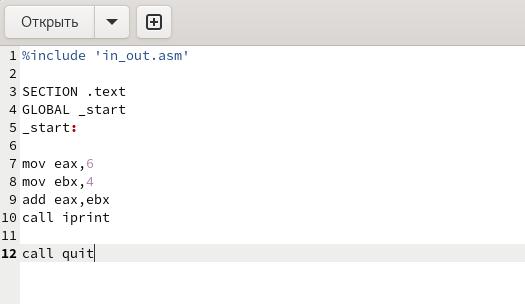 Открыть
1 %include 'in_out.asm'
2
3 SECTION .text
4 GLOBAL _start
5 _start:
6
7 mov eax,6
8 mov ebx,4
9 add eax,ebx
10 call iprint
11
12 call quit